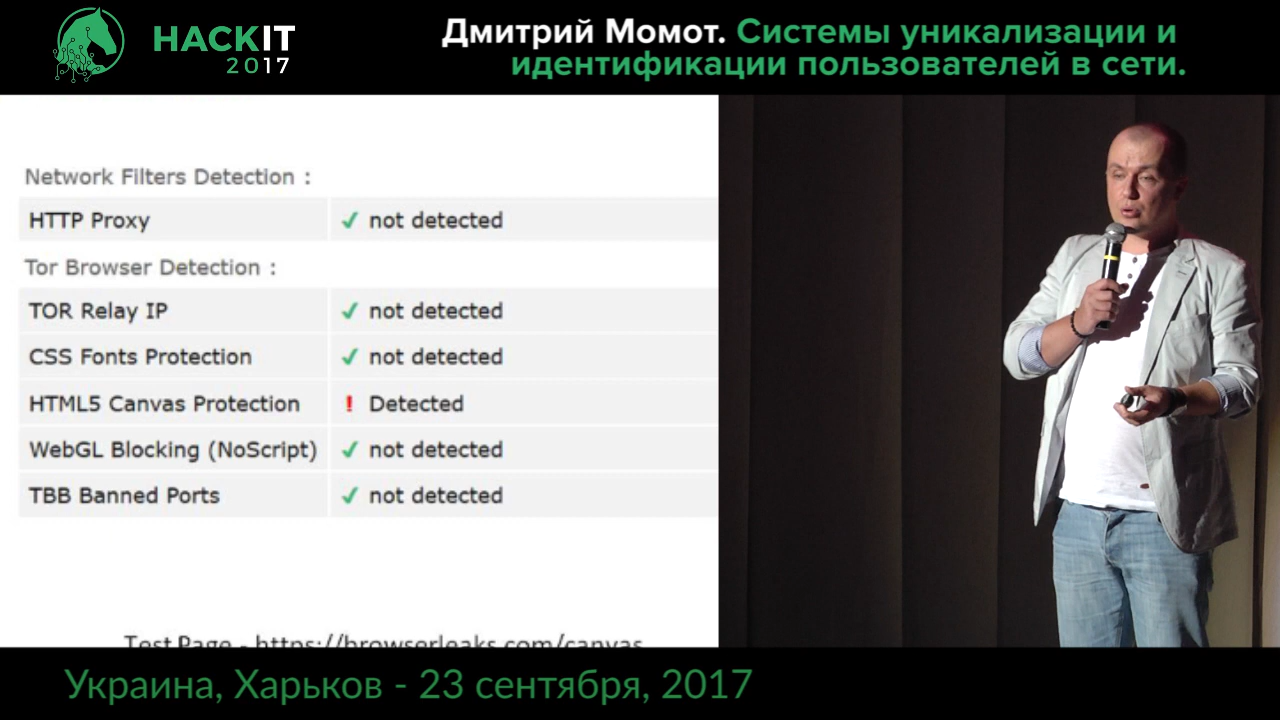 HACKIT
2017
Дмитрий Момот. Системы уникализации и
идентификации пользователей в сети.
Network Filters Detection :
HTTP Proxy ✓ not detected
Tor Browser Detection :
TOR Relay IP ✓ not detected
CSS Fonts Protection ✓ not detected
HTML5 Canvas Protection ! Detected
WebGL Blocking (NoScript) ✓ not detected
TBB Banned Ports ✓ not detected
Test Page - https://browserleaks.com/canvas
Украина, Харьков - 23 сентября, 2017